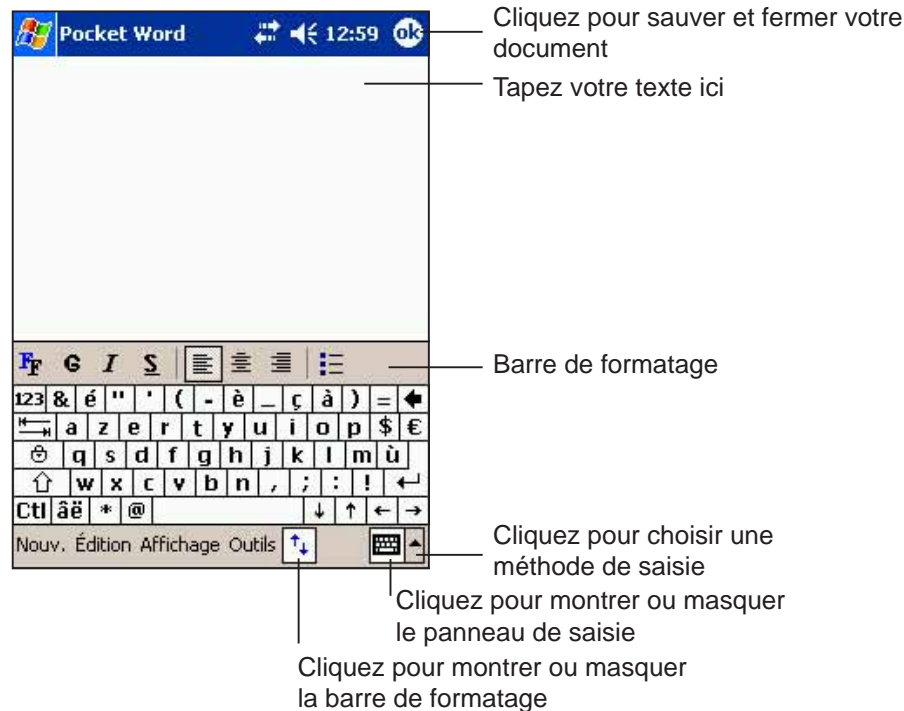 Pocket Word 12:59 ok
Cliquez pour sauver et fermer votre
document
Tapez votre texte ici
FF G I S
Barre de formatage
123 & é " ' ( - è _ ç à ) =
a z e r t y u i o p $ €
q s d f g h j k l m ù
w x c v b n , ; : !
Ctl âë * @ ↓ ↑ ← →
Nouv. Édition Affichage Outils
Cliquez pour choisir une
méthode de saisie
Cliquez pour montrer ou masquer
le panneau de saisie
Cliquez pour montrer ou masquer
la barre de formatage